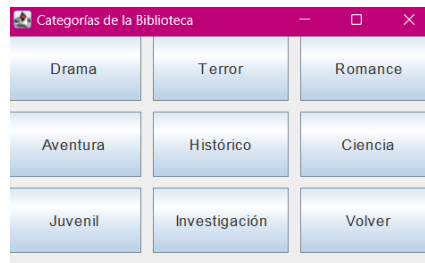 Categorías de la Biblioteca
Drama Terror Romance
Aventura Histórico Ciencia
Juvenil Investigación Volver